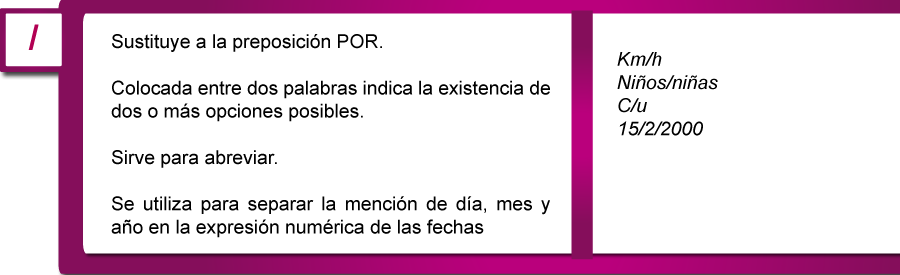 /
Sustituye a la preposición POR.
Colocada entre dos palabras indica la existencia de
dos o más opciones posibles.
Sirve para abreviar.
Se utiliza para separar la mención de día, mes y
año en la expresión numérica de las fechas
Km/h
Niños/niñas
C/u
15/2/2000